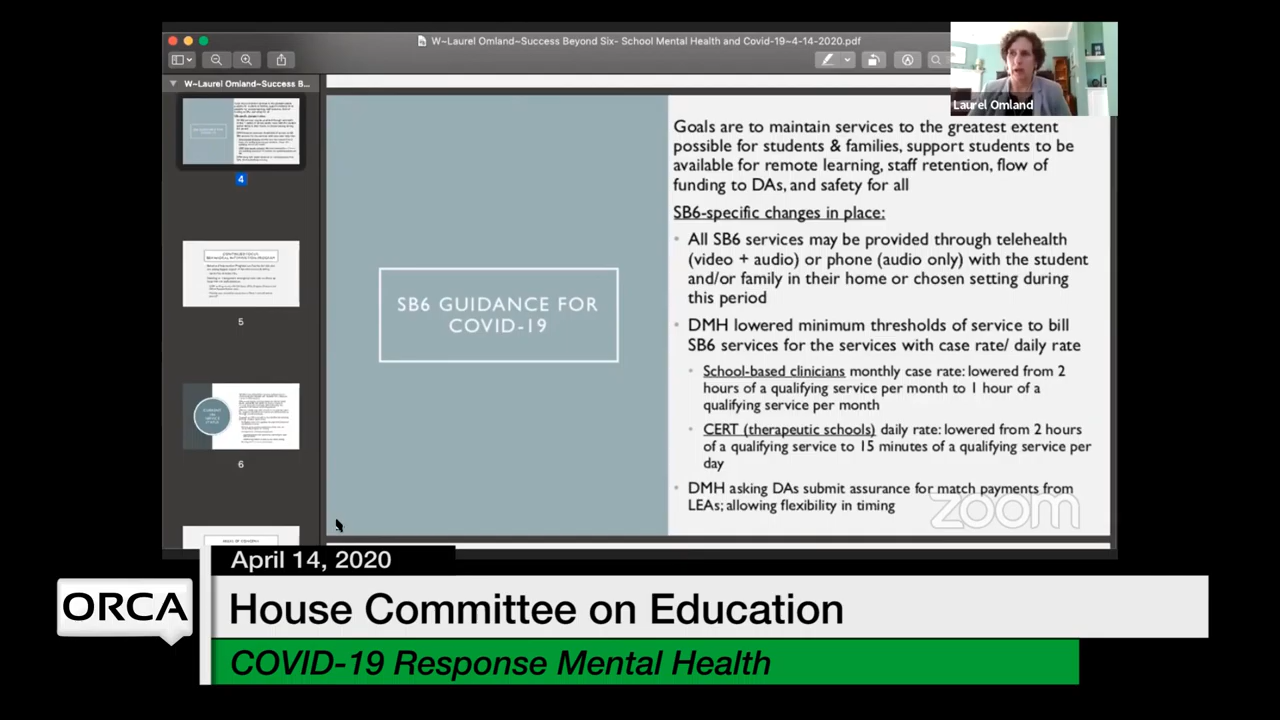 W~Laurel Omland~Success Beyond Six- School Mental Health and Covid-19~4-14-2020.pdf
W~Laurel Omland~Success B...
Laurel Omland
4
5
6
SB6 GUIDANCE FOR
COVID-19
Goals are to maintain services to the greatest extent
possible for students & families, support students to be
available for remote learning, staff retention, flow of
funding to DAs, and safety for all
SB6-specific changes in place:
All SB6 services may be provided through telehealth
(video + audio) or phone (audio only) with the student
and/or family in their home or chosen setting during
this period
DMH lowered minimum thresholds of service to bill
SB6 services for the services with case rate/ daily rate
School-based clinicians monthly case rate: lowered from 2
hours of a qualifying service per month to 1 hour of a
qualifying service per month
CERT (therapeutic schools) daily rate: lowered from 2 hours
of a qualifying service to 15 minutes of a qualifying service per
day
DMH asking DAs submit assurance for match payments from
LEAs; allowing flexibility in timing
zoom
April 14, 2020
ORCA
House Committee on Education
COVID-19 Response Mental Health